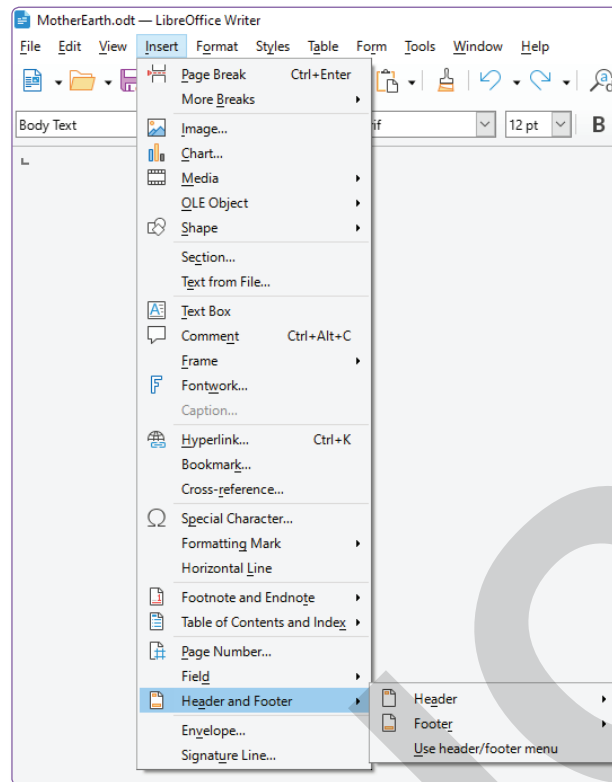 MotherEarth.odt — LibreOffice Writer
File Edit View Insert Format Styles Table Form Tools Window Help
Body Text
if 12 pt B
Page Break Ctrl+Enter
More Breaks
Image...
Chart...
Media
OLE Object
Shape
Section...
Text from File...
Text Box
Comment Ctrl+Alt+C
Frame
Fontwork...
Caption...
Hyperlink... Ctrl+K
Bookmark...
Cross-reference...
Special Character...
Formatting Mark
Horizontal Line
Footnote and Endnote
Table of Contents and Index
Page Number...
Field
Header and Footer
Envelope...
Signature Line...
Header
Footer
Use header/footer menu